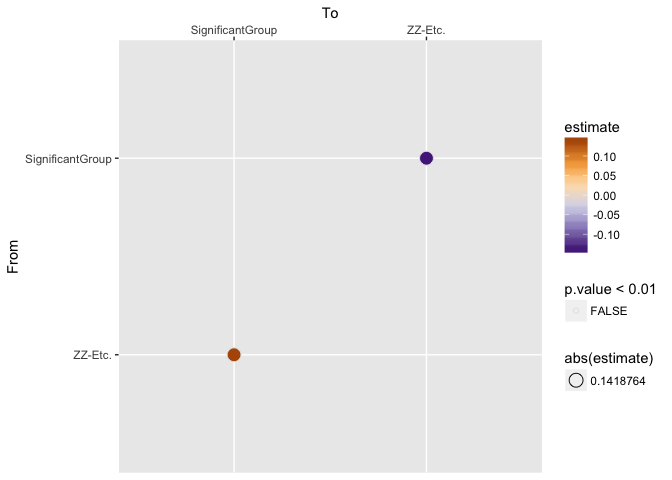 To
SignificantGroup ZZ-Etc.
SignificantGroup
ZZ-Etc.
From
estimate
0.10
0.05
0.00
-0.05
-0.10
p.value < 0.01
FALSE
abs(estimate)
0.1418764